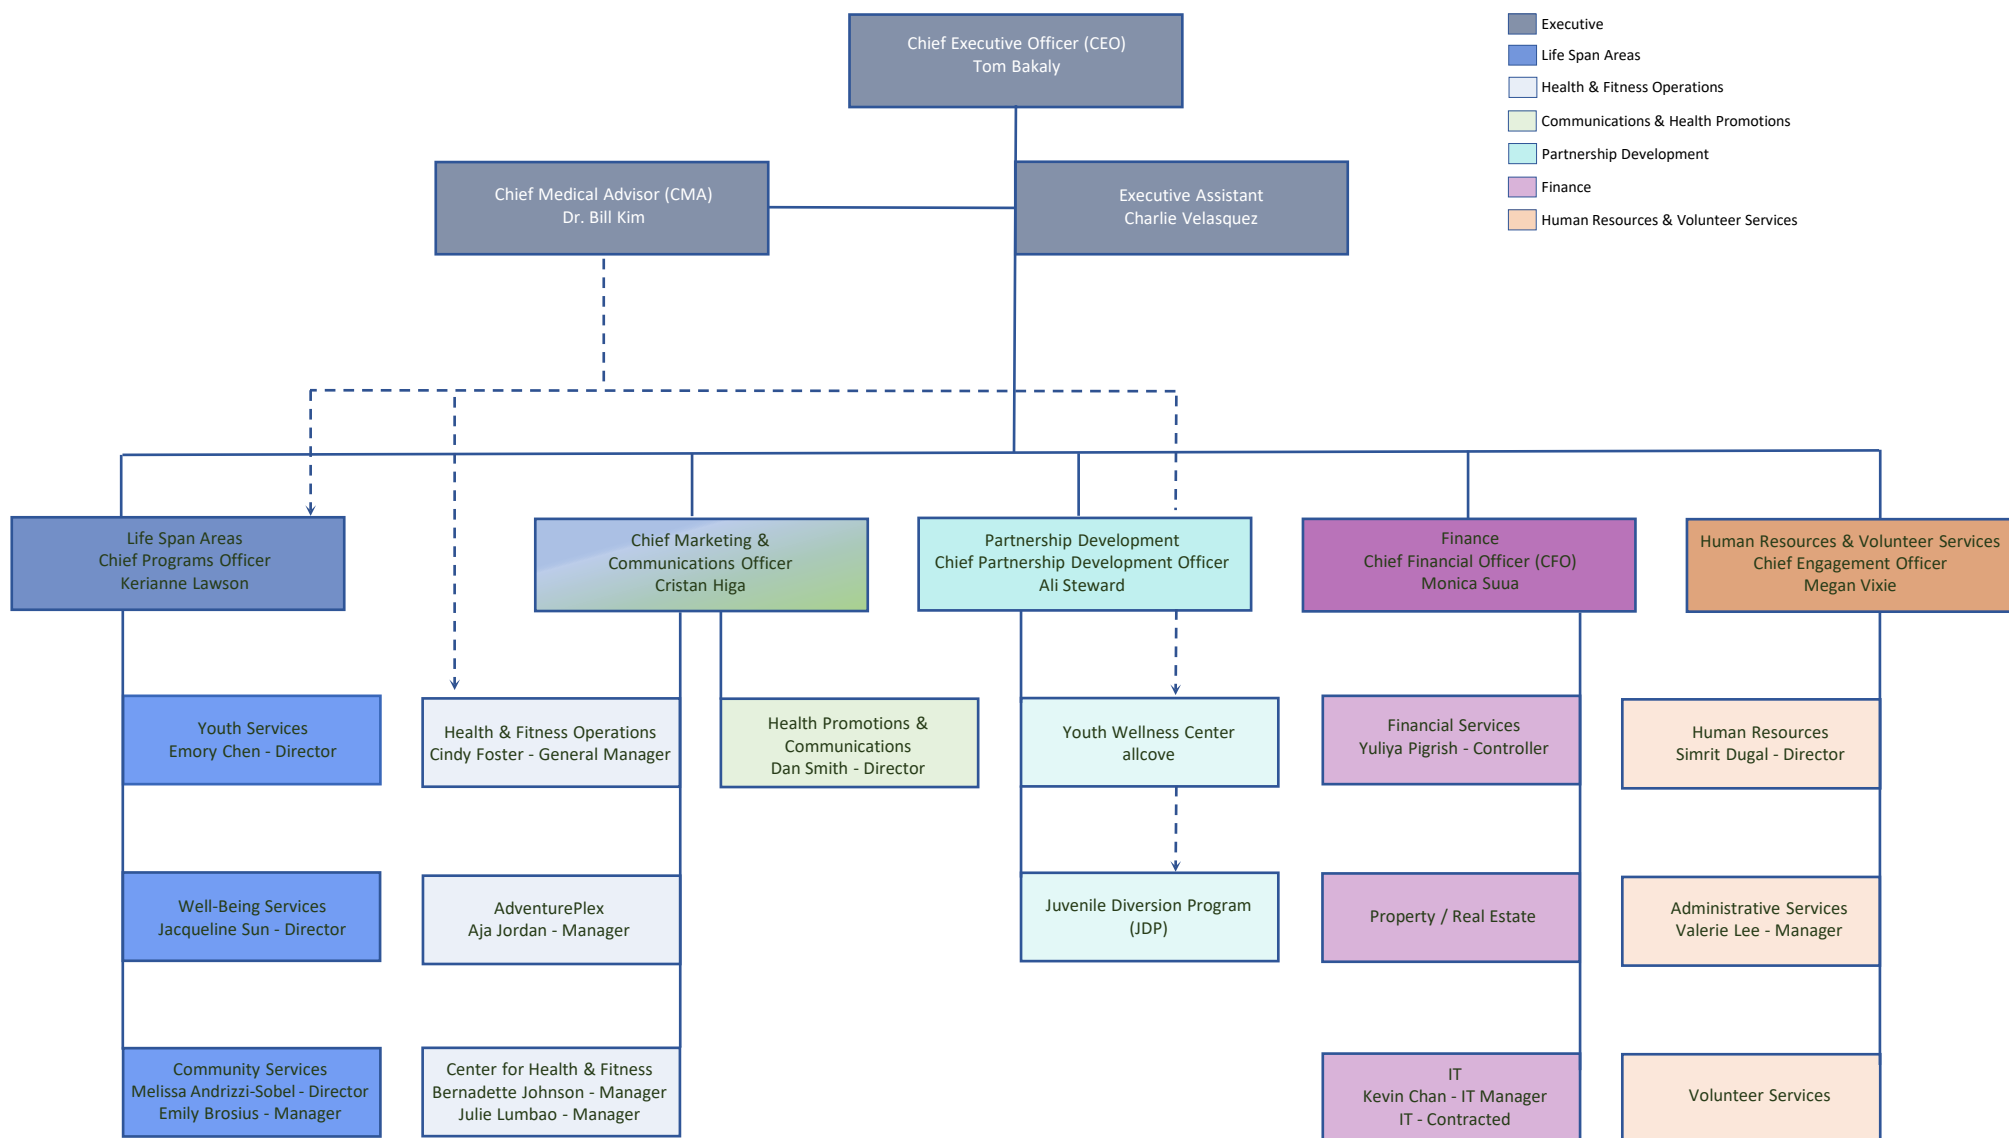 Chief Executive Officer (CEO)
Tom Bakaly
Executive
Life Span Areas
Health & Fitness Operations
Communications & Health Promotions
Partnership Development
Finance
Human Resources & Volunteer Services
Chief Medical Advisor (CMA)
Dr. Bill Kim
Executive Assistant
Charlie Velasquez
Life Span Areas
Chief Programs Officer
Kerianne Lawson
Chief Marketing &
Communications Officer
Cristan Higa
Partnership Development
Chief Partnership Development Officer
Ali Steward
Finance
Chief Financial Officer (CFO)
Monica Suua
Human Resources & Volunteer Services
Chief Engagement Officer
Megan Vixie
Youth Services
Emory Chen - Director
Health & Fitness Operations
Cindy Foster - General Manager
Health Promotions &
Communications
Dan Smith - Director
Youth Wellness Center
allcove
Financial Services
Yuliya Pigrish - Controller
Human Resources
Simrit Dugal - Director
Well-Being Services
Jacqueline Sun - Director
AdventurePlex
Aja Jordan - Manager
Juvenile Diversion Program
(JDP)
Property / Real Estate
Administrative Services
Valerie Lee - Manager
Community Services
Melissa Andrizzi-Sobel - Director
Emily Brosius - Manager
Center for Health & Fitness
Bernadette Johnson - Manager
Julie Lumbao - Manager
IT
Kevin Chan - IT Manager
IT - Contracted
Volunteer Services